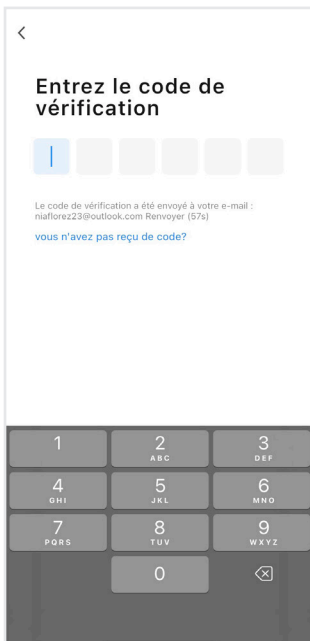 Entrez le code de
vérification
Le code de vérification a été envoyé à votre e-mail :
niaflorez23@outlook.com Renvoyer (57s)
vous n'avez pas reçu de code?
1 2 3
ABC DEF
4 5 6
GHI JKL MNO
7 8 9
PQRS TUV WXYZ
0